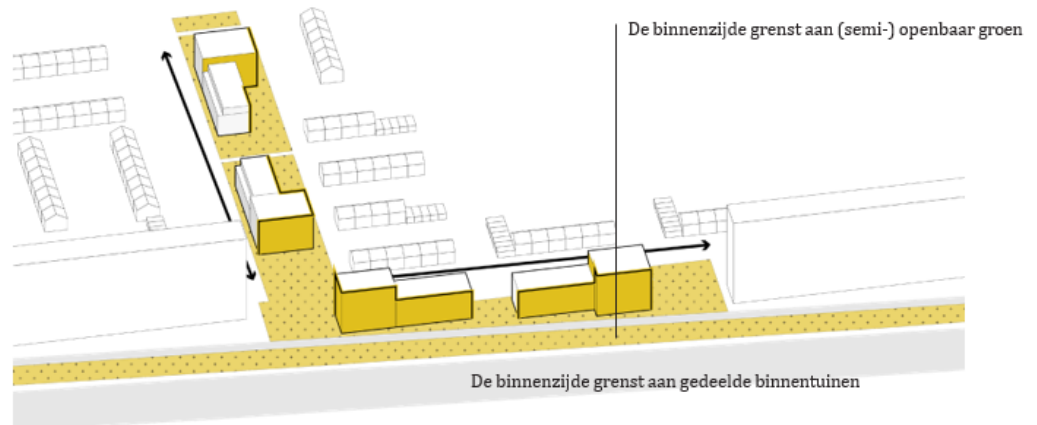 De binnenzijde grenst aan (semi-) openbaar groen
De binnenzijde grenst aan gedeelde binnentuinen